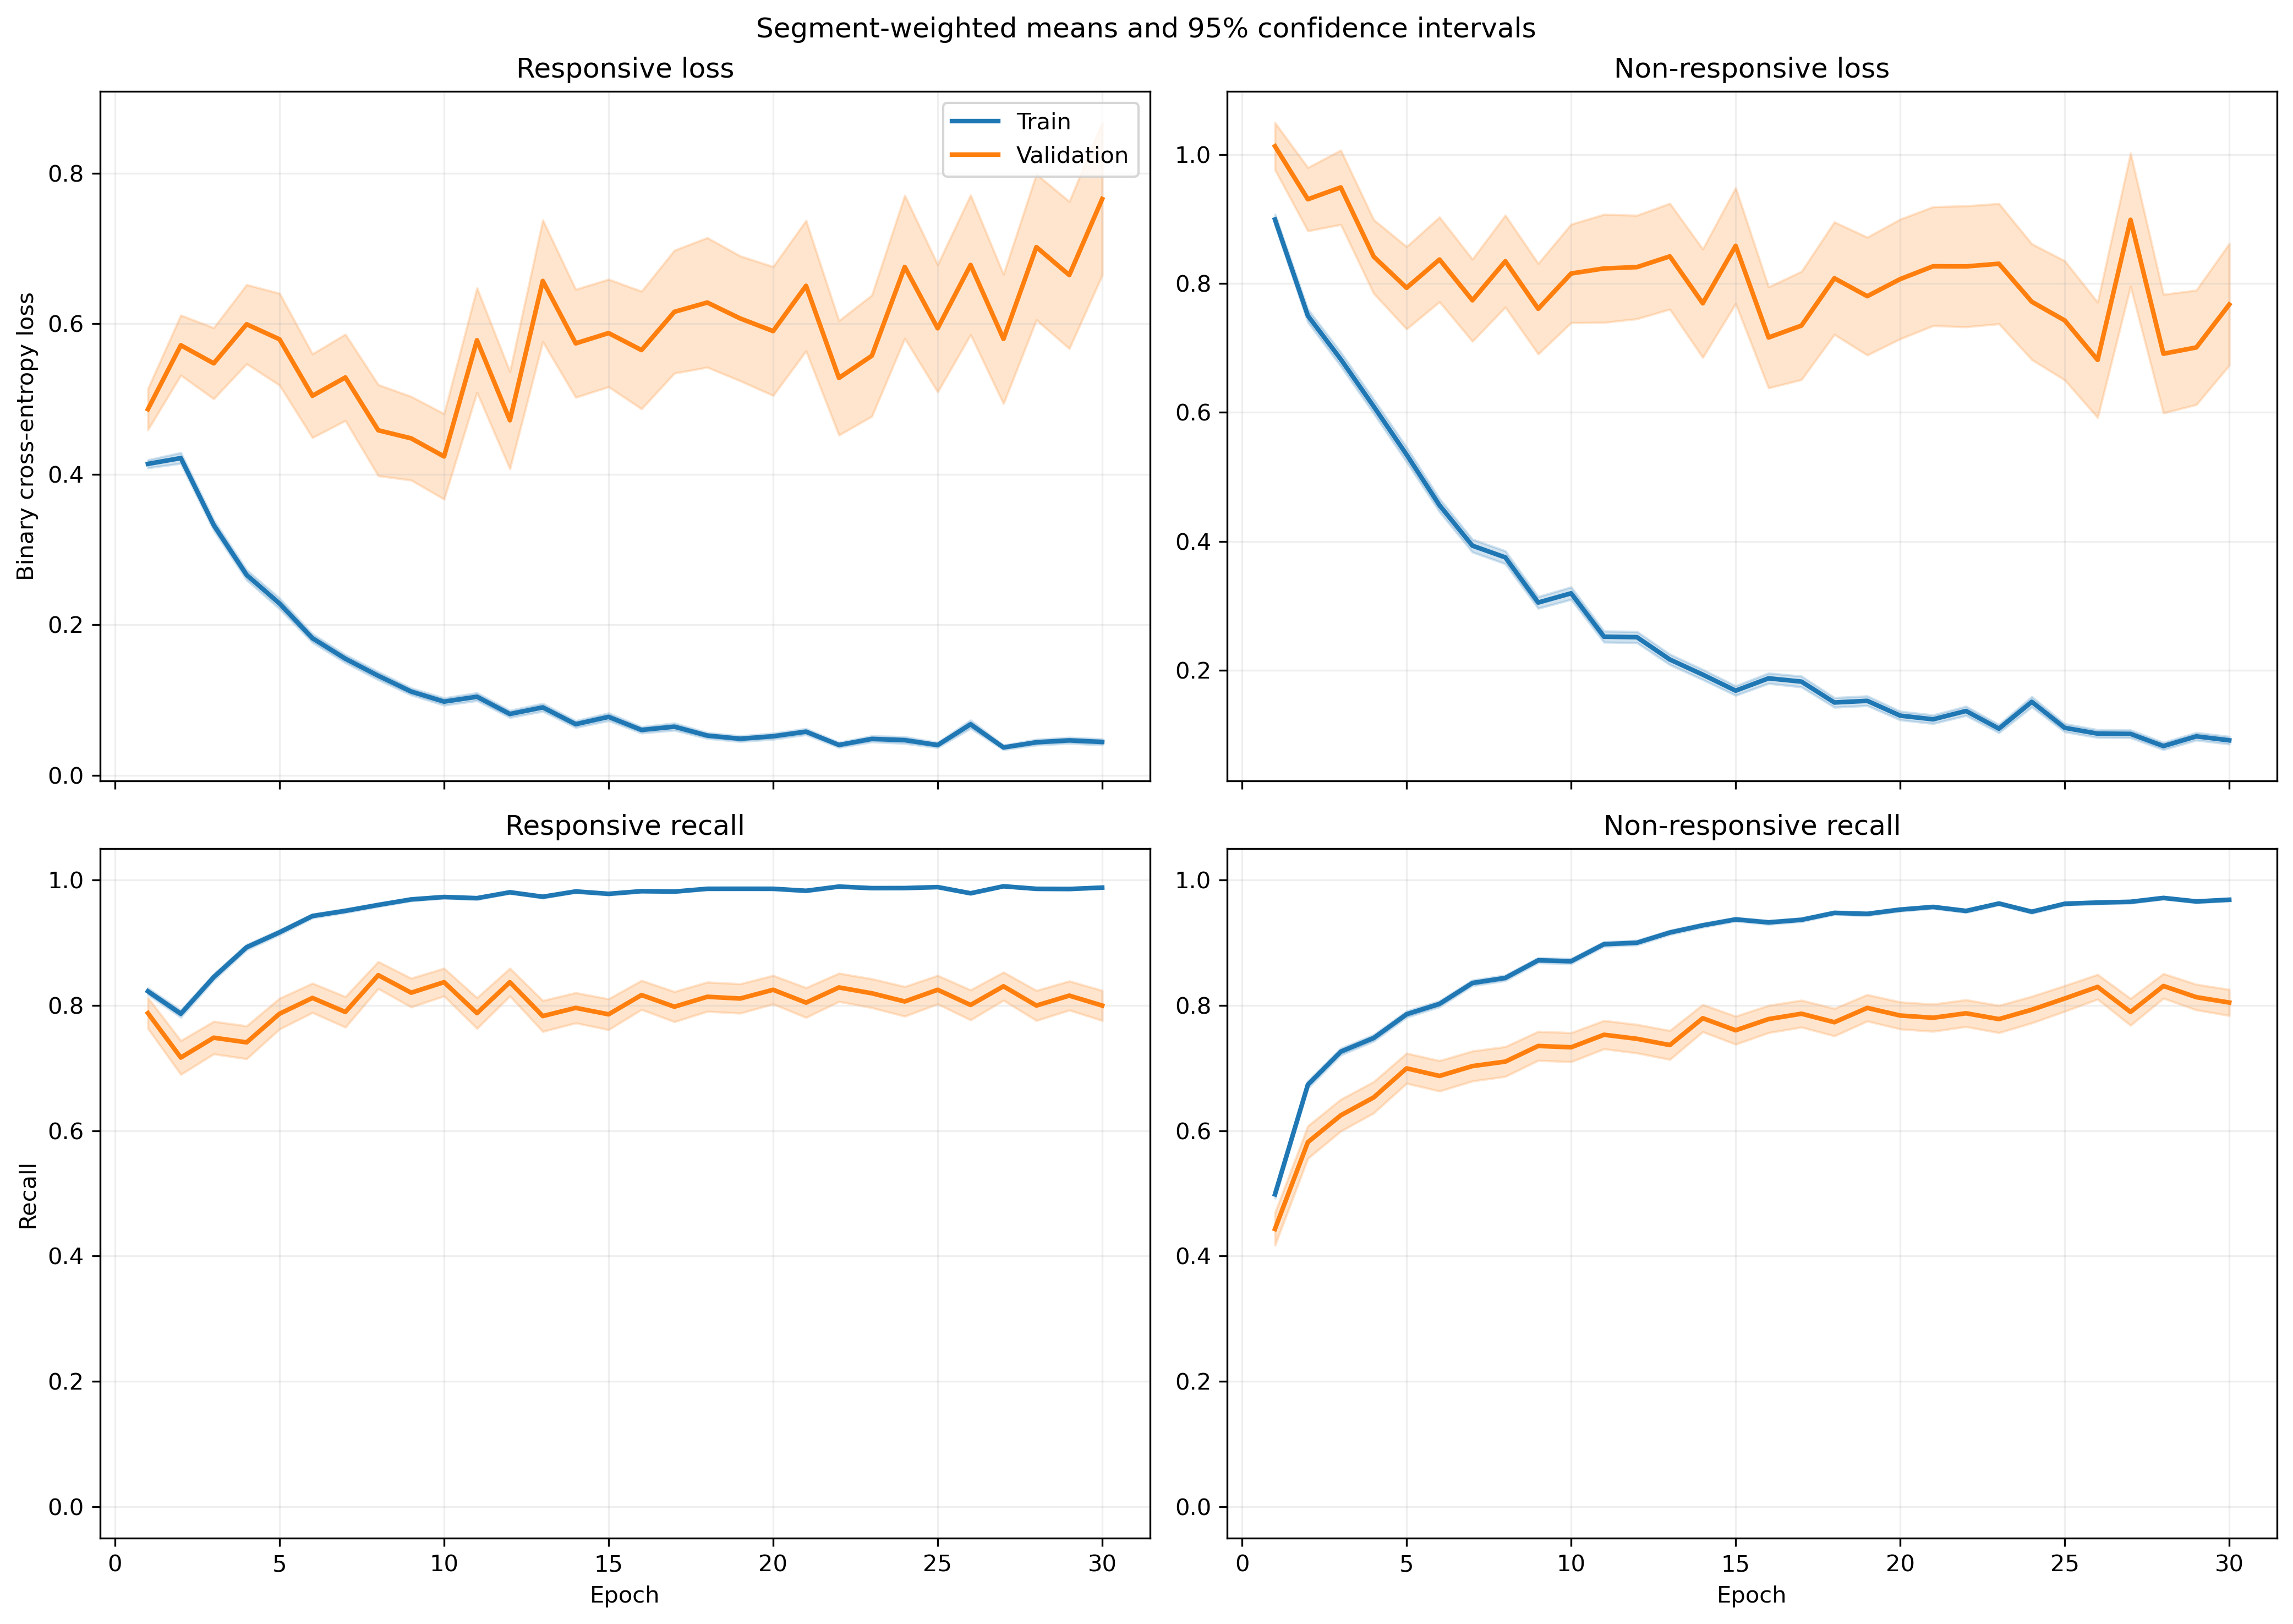 Segment-weighted means and 95% confidence intervals
Responsive loss
Non-responsive loss
Train
Validation
Binary cross-entropy loss
0.8
0.6
0.4
0.2
0.0
1.0
0.8
0.6
0.4
0.2
Responsive recall
Non-responsive recall
Recall
1.0
0.8
0.6
0.4
0.2
0.0
0 5 10 15 20 25 30
Epoch
1.0
0.8
0.6
0.4
0.2
0.0
0 5 10 15 20 25 30
Epoch